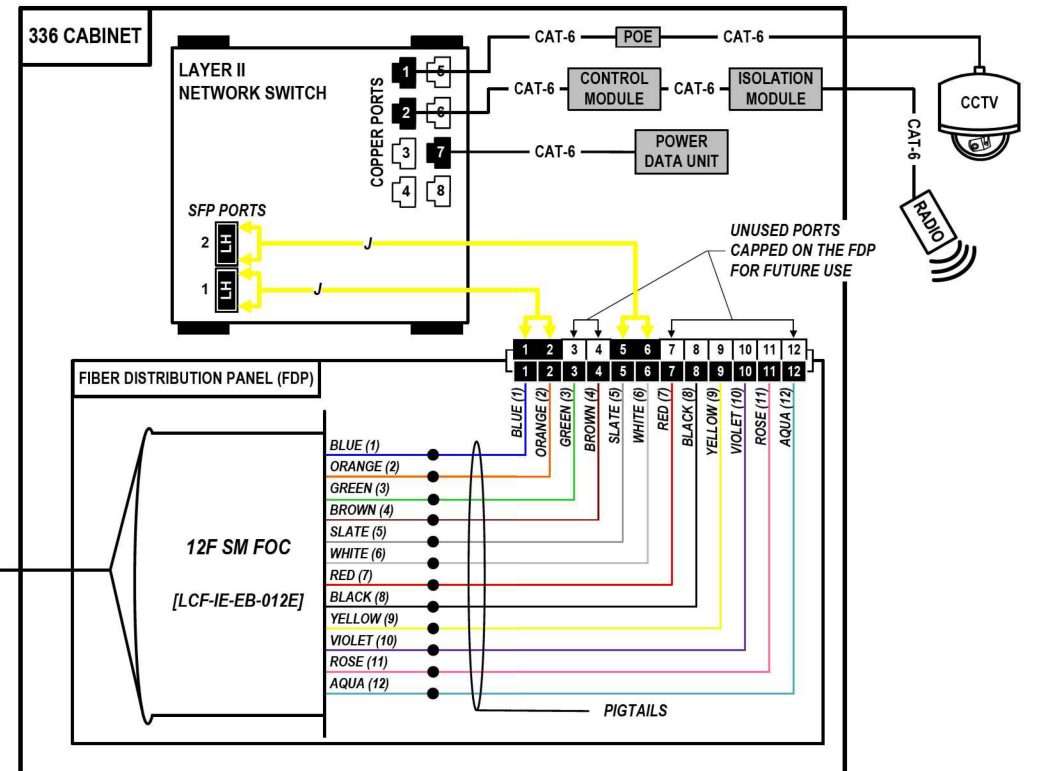 336 CABINET
LAYER II
NETWORK SWITCH
COPPER PORTS
1
5
2
6
3
7
4
8
CAT-6
POE
CAT-6
CAT-6
CONTROL
MODULE
CAT-6
ISOLATION
MODULE
CAT-6
CAT-6
POWER
DATA UNIT
CCTV
RADIO
SFP PORTS
2
LH
1
LH
J
J
UNUSED PORTS
CAPPED ON THE FDP
FOR FUTURE USE
1 2 3 4 5 6 7 8 9 10 11 12
1 2 3 4 5 6 7 8 9 10 11 12
FIBER DISTRIBUTION PANEL (FDP)
BLUE (1)
ORANGE (2)
GREEN (3)
BROWN (4)
SLATE (5)
WHITE (6)
RED (7)
BLACK (8)
YELLOW (9)
VIOLET (10)
ROSE (11)
AQUA (12)
12F SM FOC
[LCF-IE-EB-012E]
BLUE (1)
ORANGE (2)
GREEN (3)
BROWN (4)
SLATE (5)
WHITE (6)
RED (7)
BLACK (8)
YELLOW (9)
VIOLET (10)
ROSE (11)
AQUA (12)
PIGTAILS